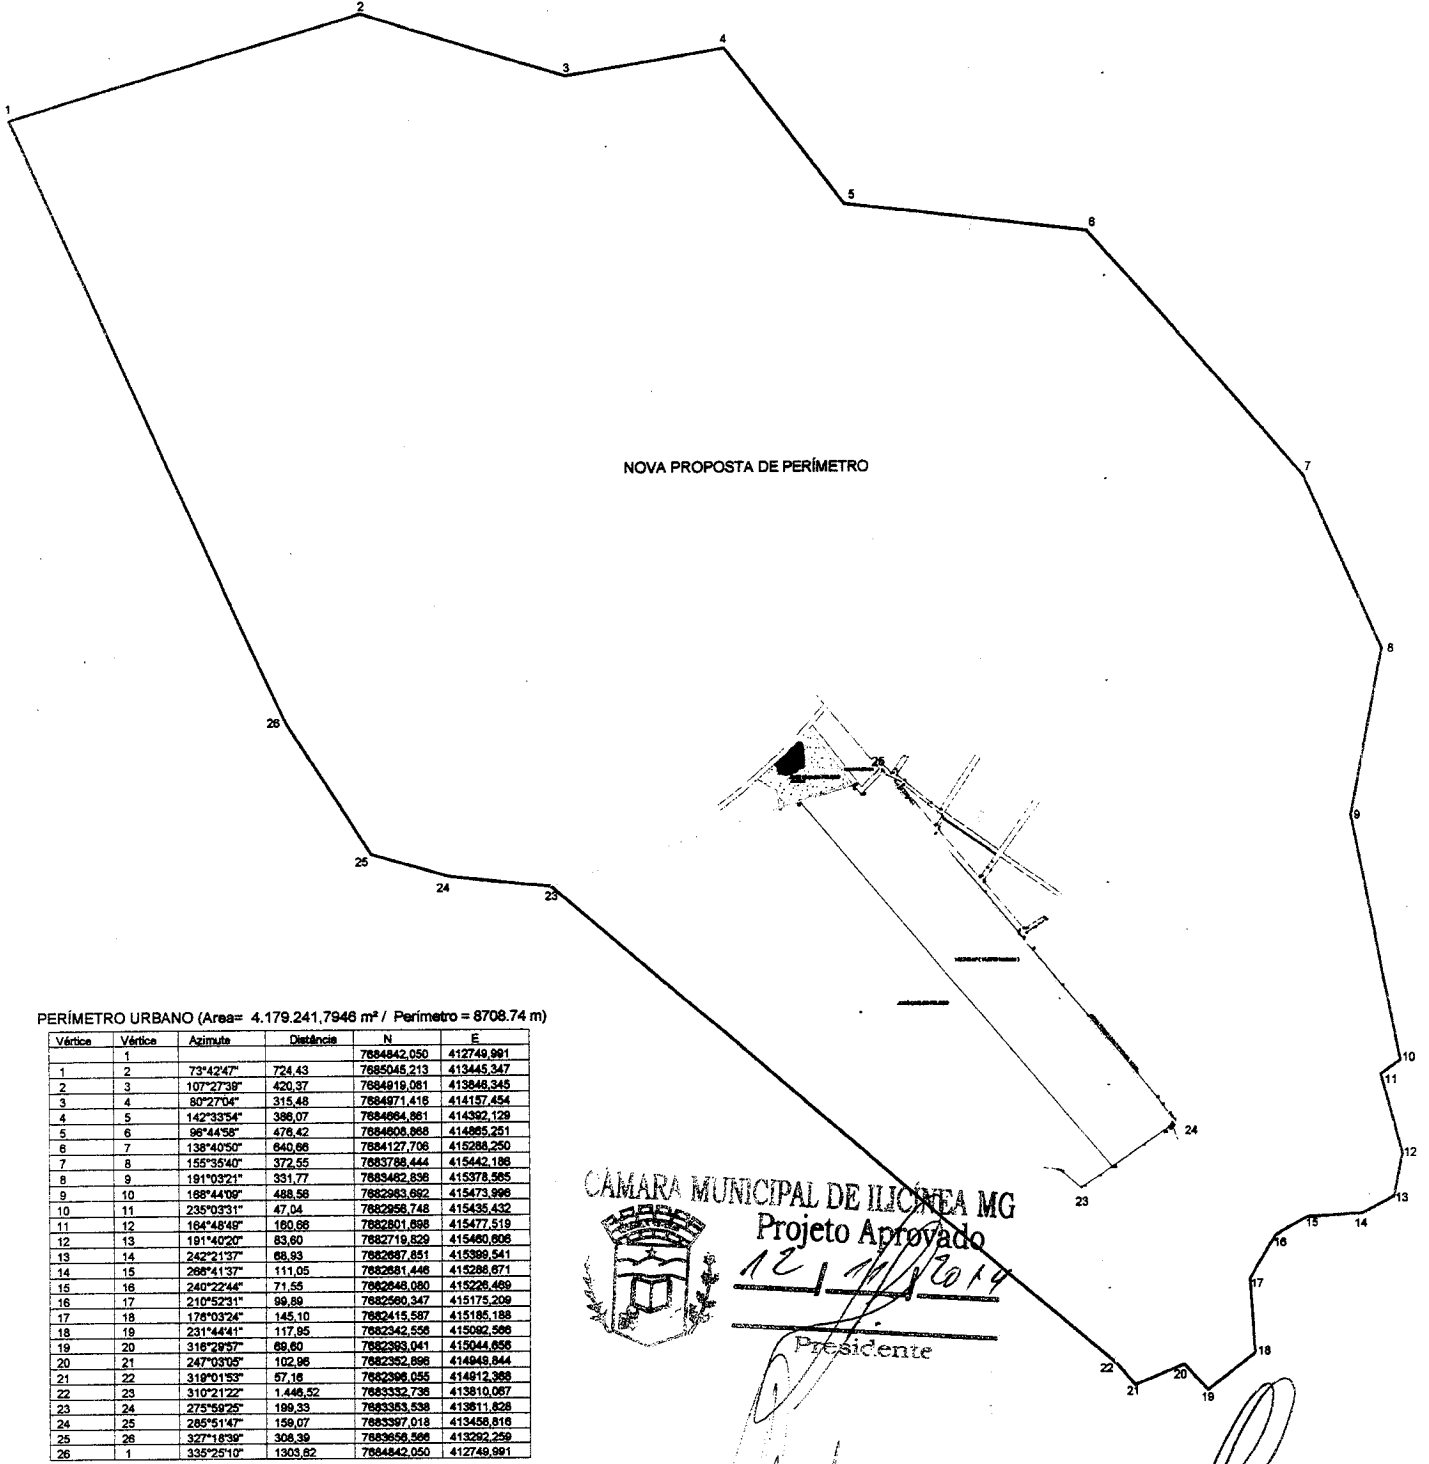 2
4
3
1
5
6
NOVA PROPOSTA DE PERÍMETRO
7
8
26
26
9
25
24
23
PERÍMETRO URBANO (Area= 4.179.241,7946 m² / Perímetro = 8708.74 m)
Vértice Vértice Azimute Distância N E
1 7684842,050 412749,991
1 2 73°42'47" 724,43 7685045,213 413445,347
2 3 107°27'39" 420,37 7684919,081 413846,345
3 4 80°27'04" 315,48 7684971,416 414157,454
4 5 142°33'54" 386,07 7684664,861 414392,129
5 6 96°44'58" 476,42 7684608,868 414865,251
6 7 138°40'50" 640,66 7684127,706 415288,250
7 8 155°35'40" 372,55 7683788,444 415442,186
8 9 191°03'21" 331,77 7683462,836 415378,565
9 10 168°44'09" 488,56 7682983,692 415473,996
10 11 235°03'31" 47,04 7682956,748 415435,432
11 12 164°48'49" 160,66 7682801,698 415477,519
12 13 191°40'20" 83,60 7682719,829 415460,606
13 14 242°21'37" 68,93 7682687,851 415399,541
14 15 266°41'37" 111,05 7682681,446 415288,671
15 16 240°22'44" 71,55 7682646,080 415226,469
16 17 210°52'31" 99,89 7682560,347 415175,209
17 18 176°03'24" 145,10 7682415,587 415185,188
18 19 231°44'41" 117,95 7682342,556 415092,566
19 20 316°29'57" 69,60 7682393,041 415044,656
20 21 247°03'05" 102,96 7682352,896 414949,844
21 22 319°01'53" 57,16 7682396,055 414912,368
22 23 310°21'22" 1.446,52 7683332,736 413810,067
23 24 275°59'25" 199,33 7683353,538 413611,828
24 25 285°51'47" 159,07 7683397,018 413458,816
25 26 327°18'39" 308,39 7683656,566 413292,259
26 1 335°25'10" 1303,62 7684842,050 412749,991
10
11
24
12
23
13
CÂMARA MUNICIPAL DE ILICÍNEA MG
Projeto Aprovado
12 / 11 / 2014
Presidente
15
14
16
17
18
22
20
21
19